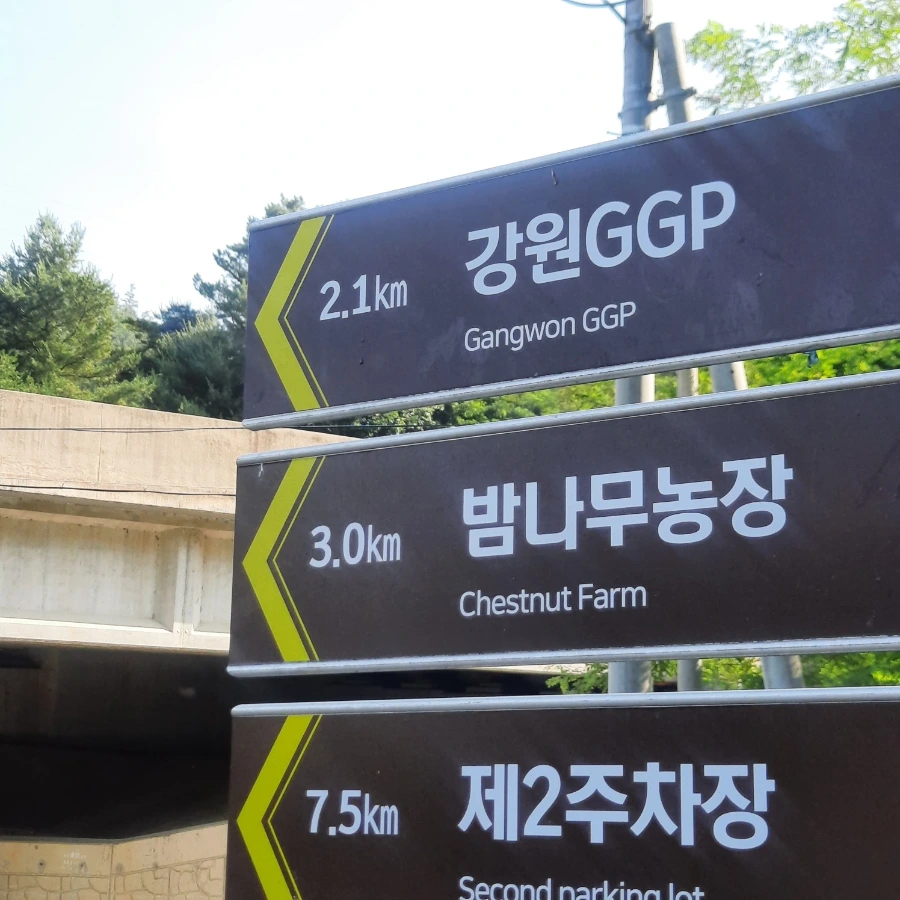 2.1km 강원GGP
Gangwon GGP
3.0km 밤나무농장
Chestnut Farm
7.5km 제2주차장
Second parking lot